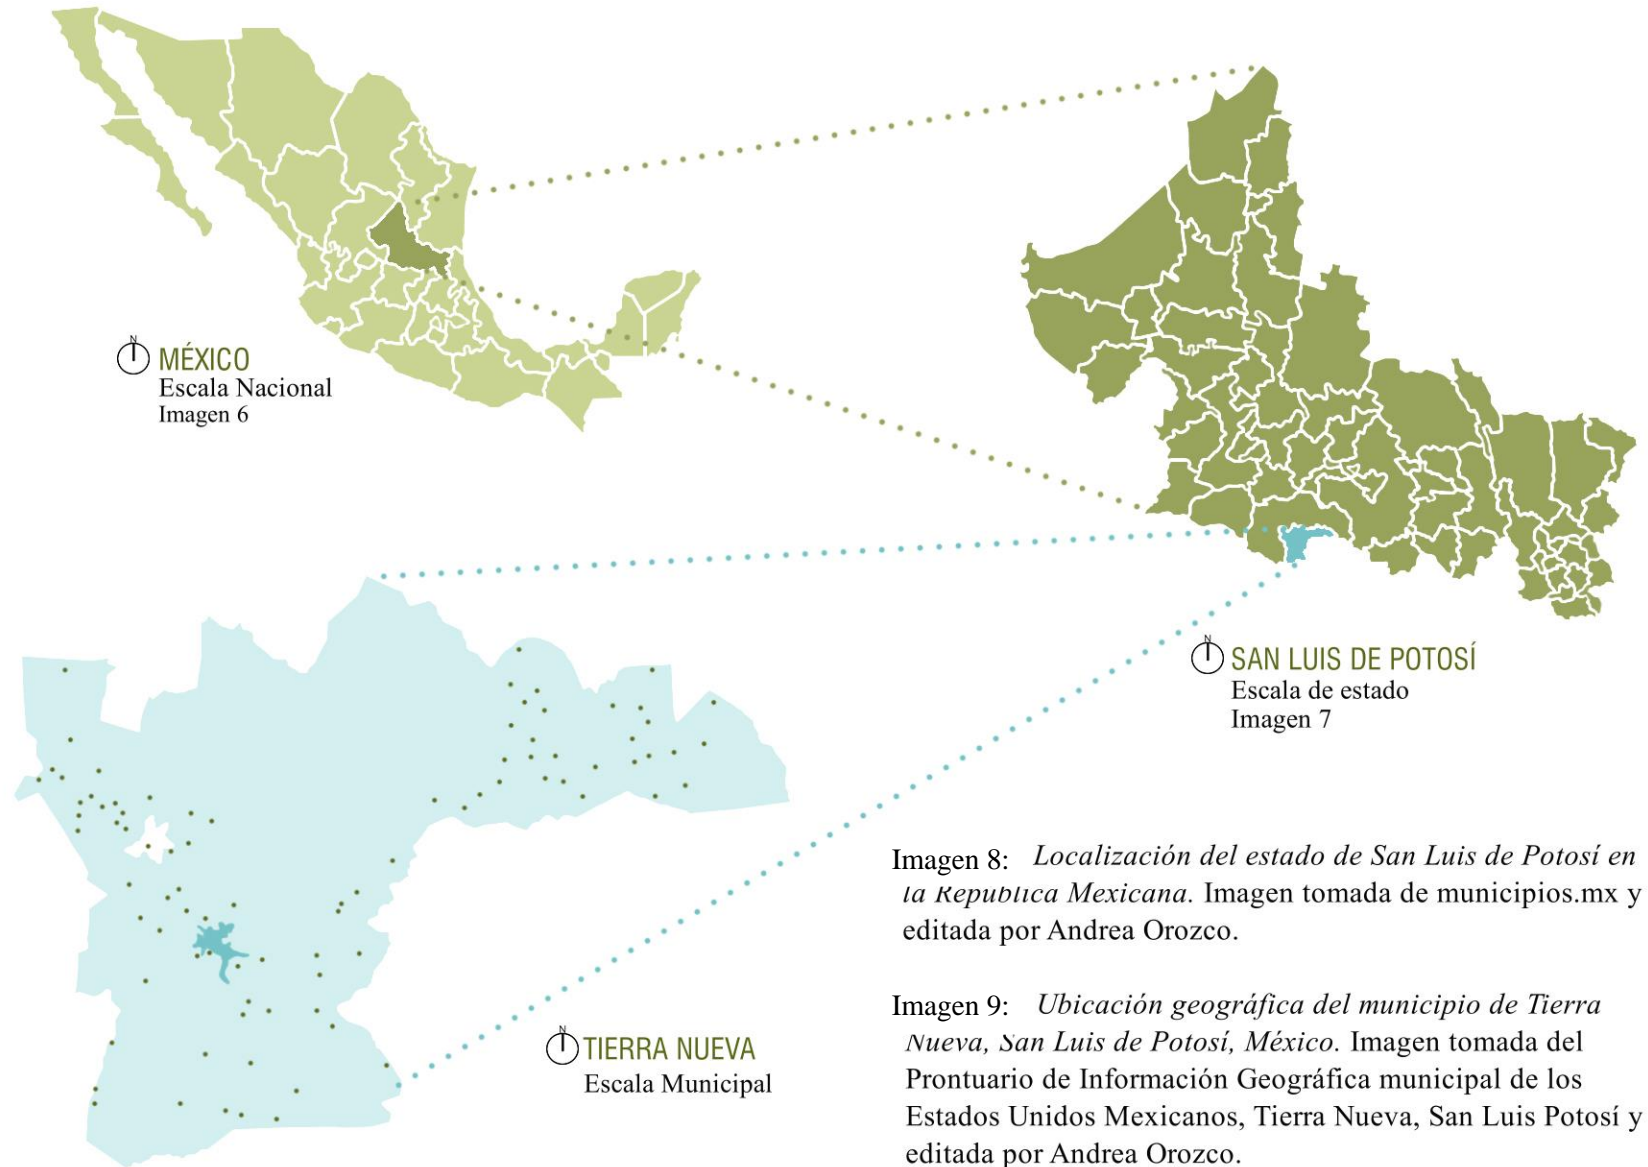 N
MÉXICO
Escala Nacional
Imagen 6
N
SAN LUIS DE POTOSÍ
Escala de estado
Imagen 7
N
TIERRA NUEVA
Escala Municipal
Imagen 8: Localización del estado de San Luis de Potosí en
la República Mexicana. Imagen tomada de municipios.mx y
editada por Andrea Orozco.
Imagen 9: Ubicación geográfica del municipio de Tierra
Nueva, San Luis de Potosí, México. Imagen tomada del
Prontuario de Información Geográfica municipal de los
Estados Unidos Mexicanos, Tierra Nueva, San Luis Potosí y
editada por Andrea Orozco.